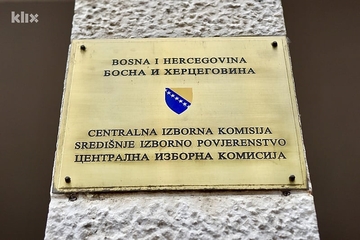 klix
BOSNA I HERCEGOVINA
БОСНА И ХЕРЦЕГОВИНА
CENTRALNA IZBORNA KOMISIJA
SREDIŠNJE IZBORNO POVJERENSTVO
ЦЕНТРАЛНА ИЗБОРНА КОМИСИЈА